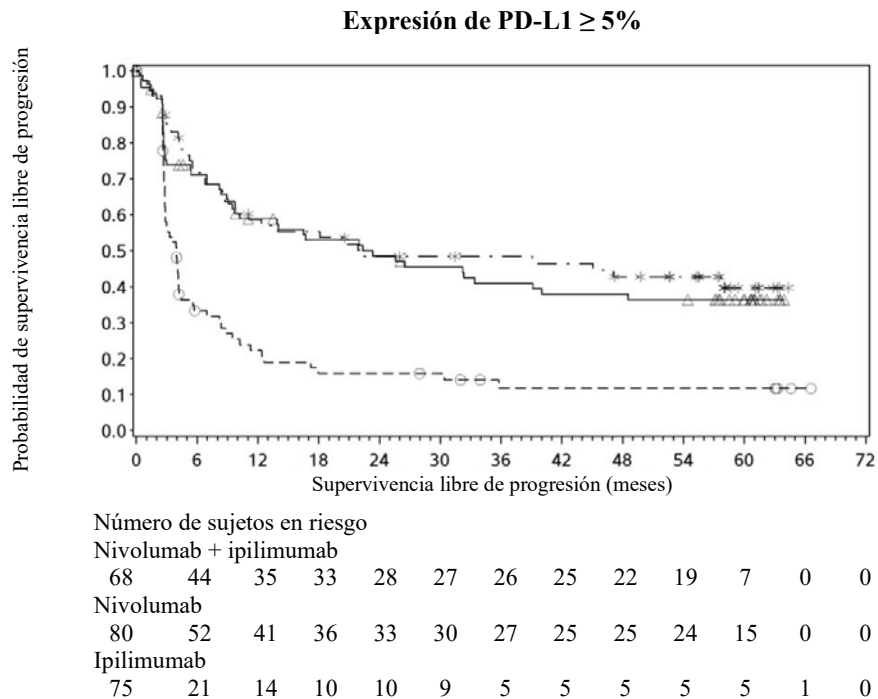 Expresión de PD-L1 ≥ 5%
Probabilidad de supervivencia libre de progresión
1.0
0.9
0.8
0.7
0.6
0.5
0.4
0.3
0.2
0.1
0.0
0 6 12 18 24 30 36 42 48 54 60 66 72
Supervivencia libre de progresión (meses)
Número de sujetos en riesgo
Nivolumab + ipilimumab
68 44 35 33 28 27 26 25 22 19 7 0 0
Nivolumab
80 52 41 36 33 30 27 25 25 24 15 0 0
Ipilimumab
75 21 14 10 10 9 5 5 5 5 5 1 0